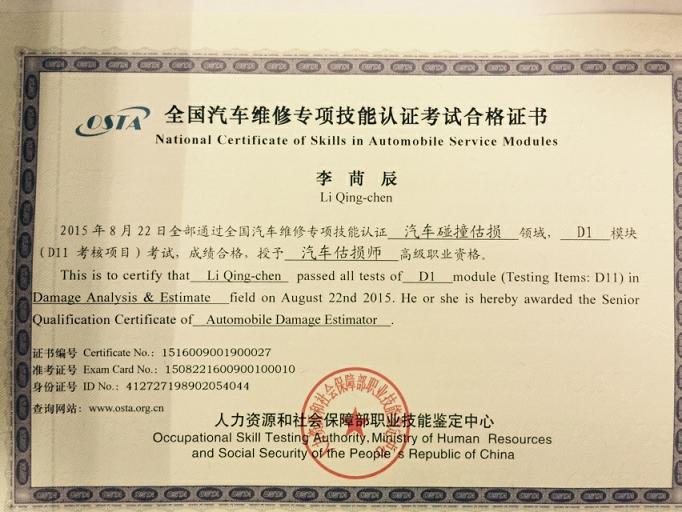 OSTA
全国汽车维修专项技能认证考试合格证书
National Certificate of Skills in Automobile Service Modules
李苘辰
Li Qing-chen
2015年8月22日全部通过全国汽车维修专项技能认证 汽车碰撞估损 领域， D1 模块
（D11 考核项目）考试，成绩合格，授予 汽车估损师 高级职业资格。
This is to certify that Li Qing-chen passed all tests of D1 module (Testing Items: D11) in
Damage Analysis & Estimate field on August 22nd 2015. He or she is hereby awarded the Senior
Qualification Certificate of Automobile Damage Estimator .
证书编号 Certificate No.: 1516009001900027
准考证号 Exam Card No.: 1508221600900100010
身份证号 ID No.: 412727198902054044
查询网站: www.osta.org.cn
人力资源和社会保障部职业技能鉴定中心
Occupational Skill Testing Authority,Ministry of Human Resources
and Social Security of the People's Republic of China